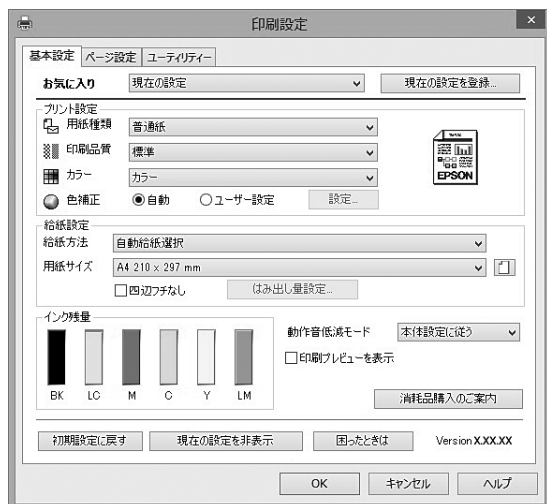 印刷設定
基本設定 ページ設定 ユーティリティー
お気に入り 現在の設定 現在の設定を登録...
プリント設定
用紙種類 普通紙
印刷品質 標準
カラー カラー
EPSON
色補正 自動 ユーザー設定 設定...
給紙設定
給紙方法 自動給紙選択
用紙サイズ A4 210 x 297 mm
四辺フチなし はみ出し量設定...
インク残量
動作音低減モード 本体設定に従う
印刷プレビューを表示
BK LC M C Y LM
消耗品購入のご案内
初期設定に戻す 現在の設定を非表示 困ったときは Version X.XX.XX
OK キャンセル ヘルプ